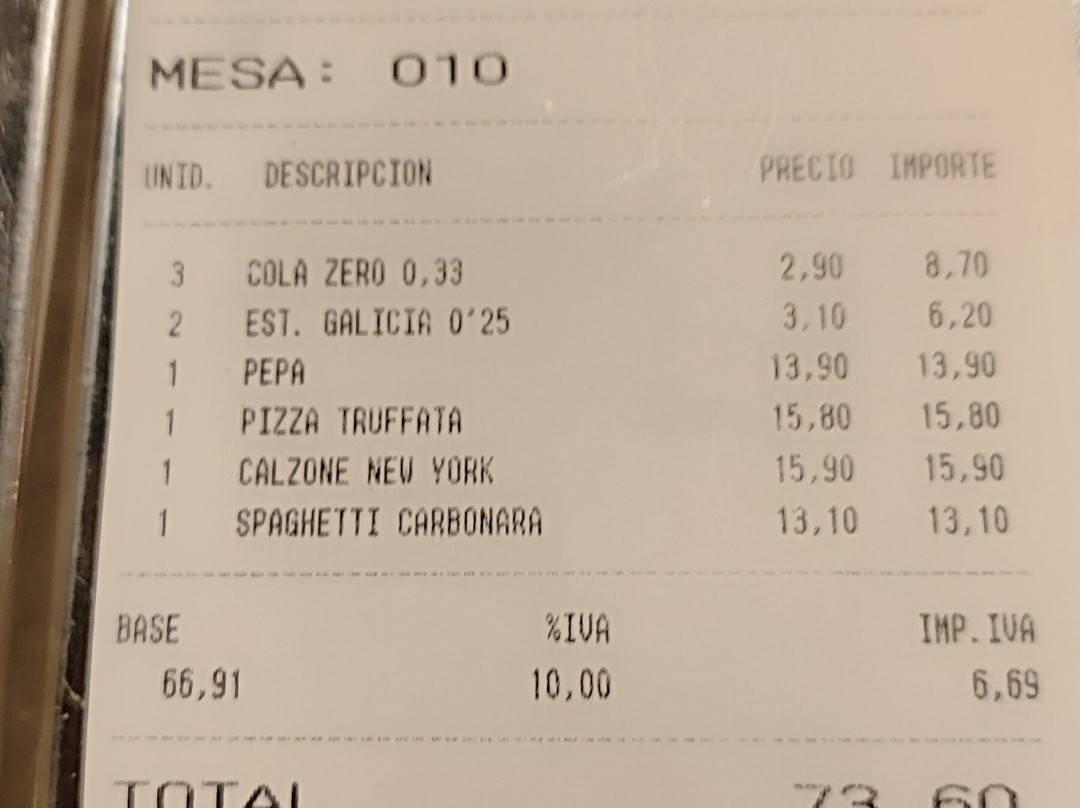 MESA: 010
UNID. DESCRIPCION PRECIO IMPORTE
3 COLA ZERO 0,33 2,90 8,70
2 EST. GALICIA 0'25 3,10 6,20
1 PEPA 13,90 13,90
1 PIZZA TRUFFATA 15,80 15,80
1 CALZONE NEW YORK 15,90 15,90
1 SPAGHETTI CARBONARA 13,10 13,10
BASE %IVA IMP.IVA
66,91 10,00 6,69
TOTAL 73,60